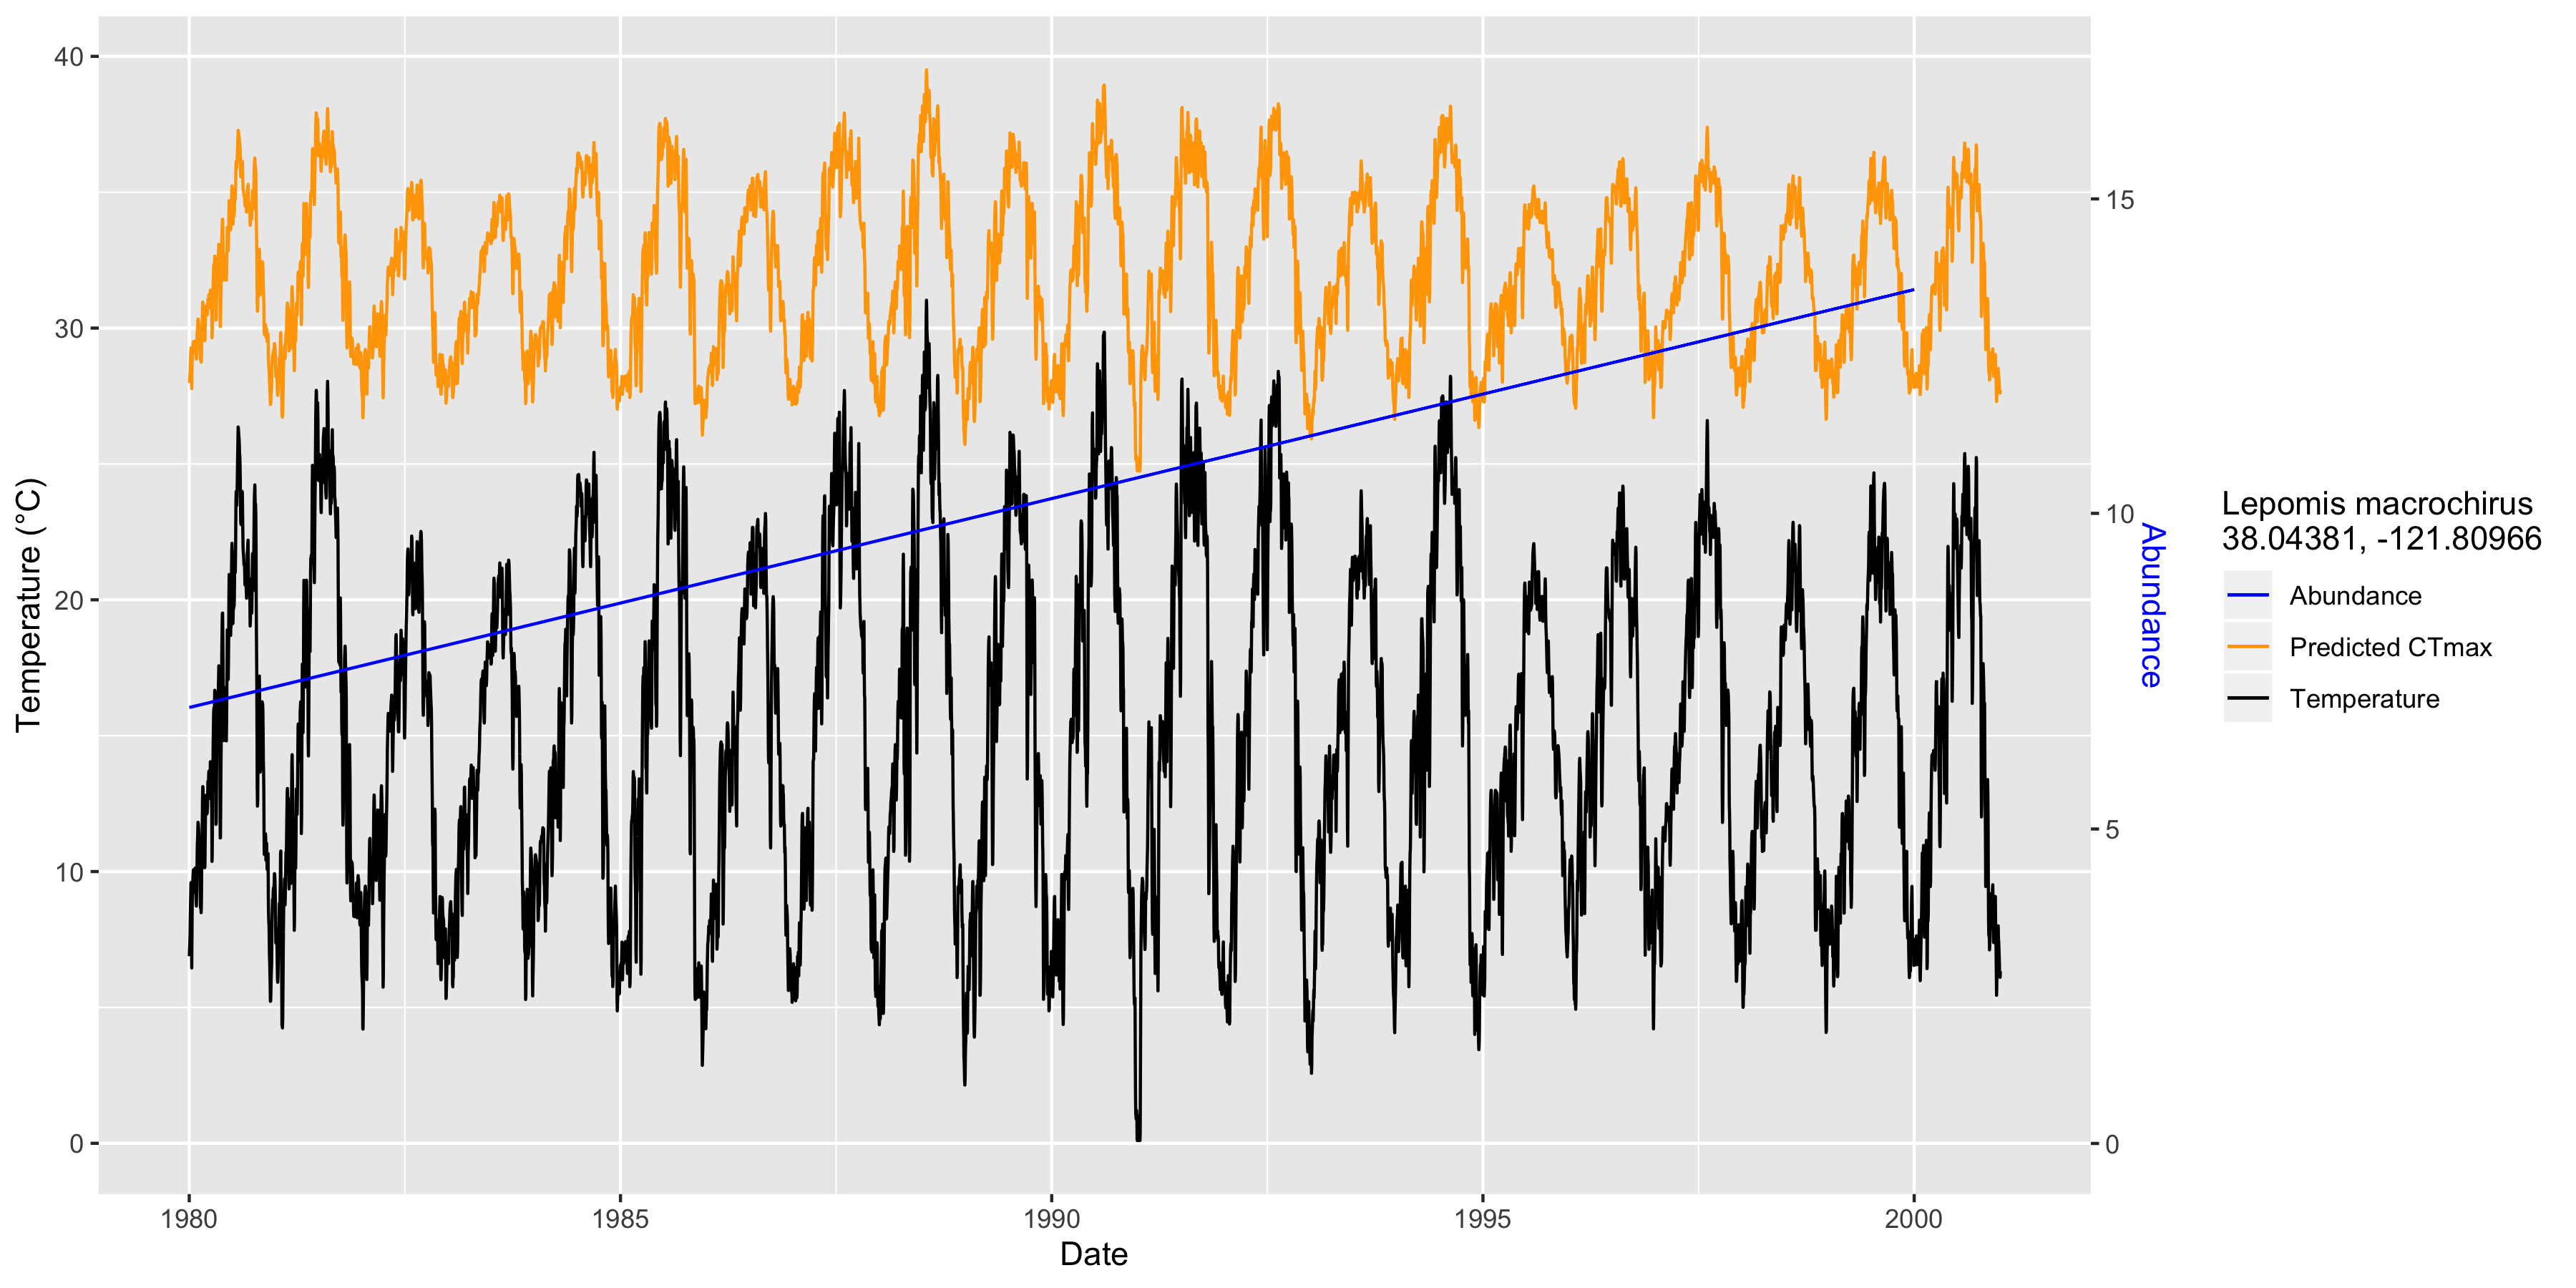 40
30
20
10
0
Temperature (°C)
1980
1985
1990
1995
2000
Date
15
10
5
0
Abundance
Lepomis macrochirus
38.04381, -121.80966
Abundance
Predicted CTmax
Temperature